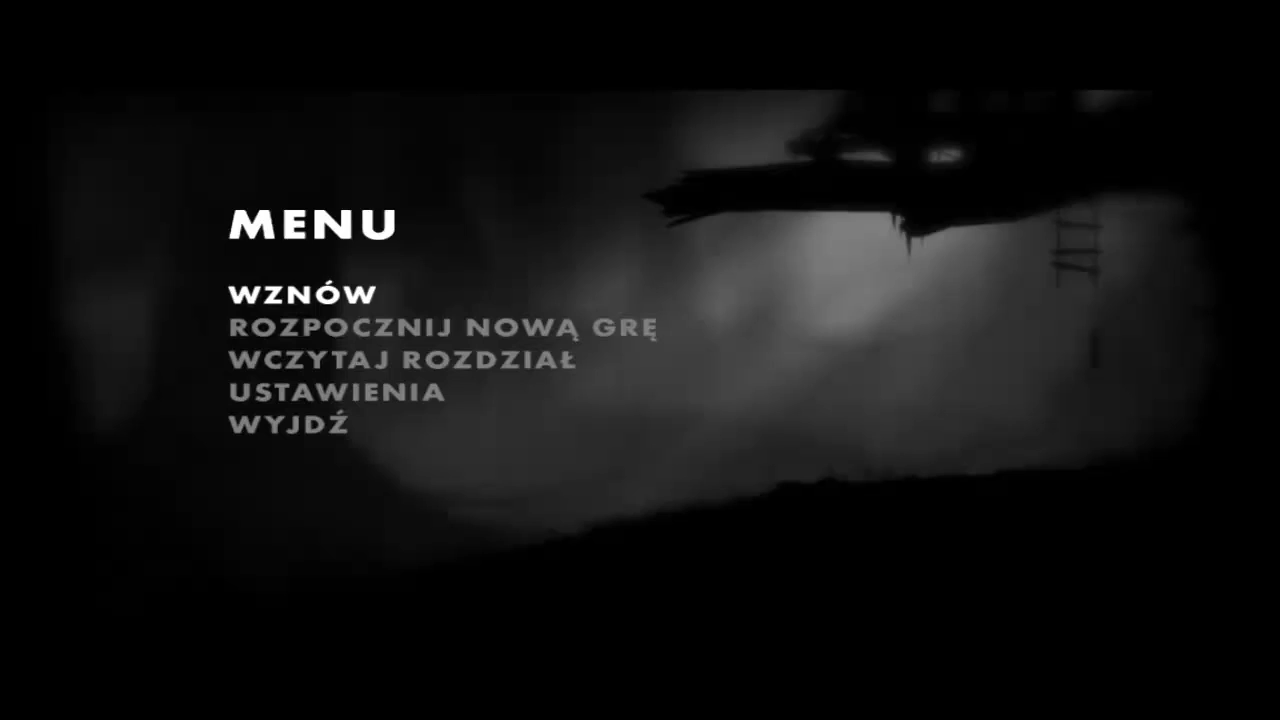 MENU
WZNÓW
ROZPOCZNIJ NOWĄ GRĘ
WCZYTAJ ROZDZIAŁ
USTAWIENIA
WYJDŹ